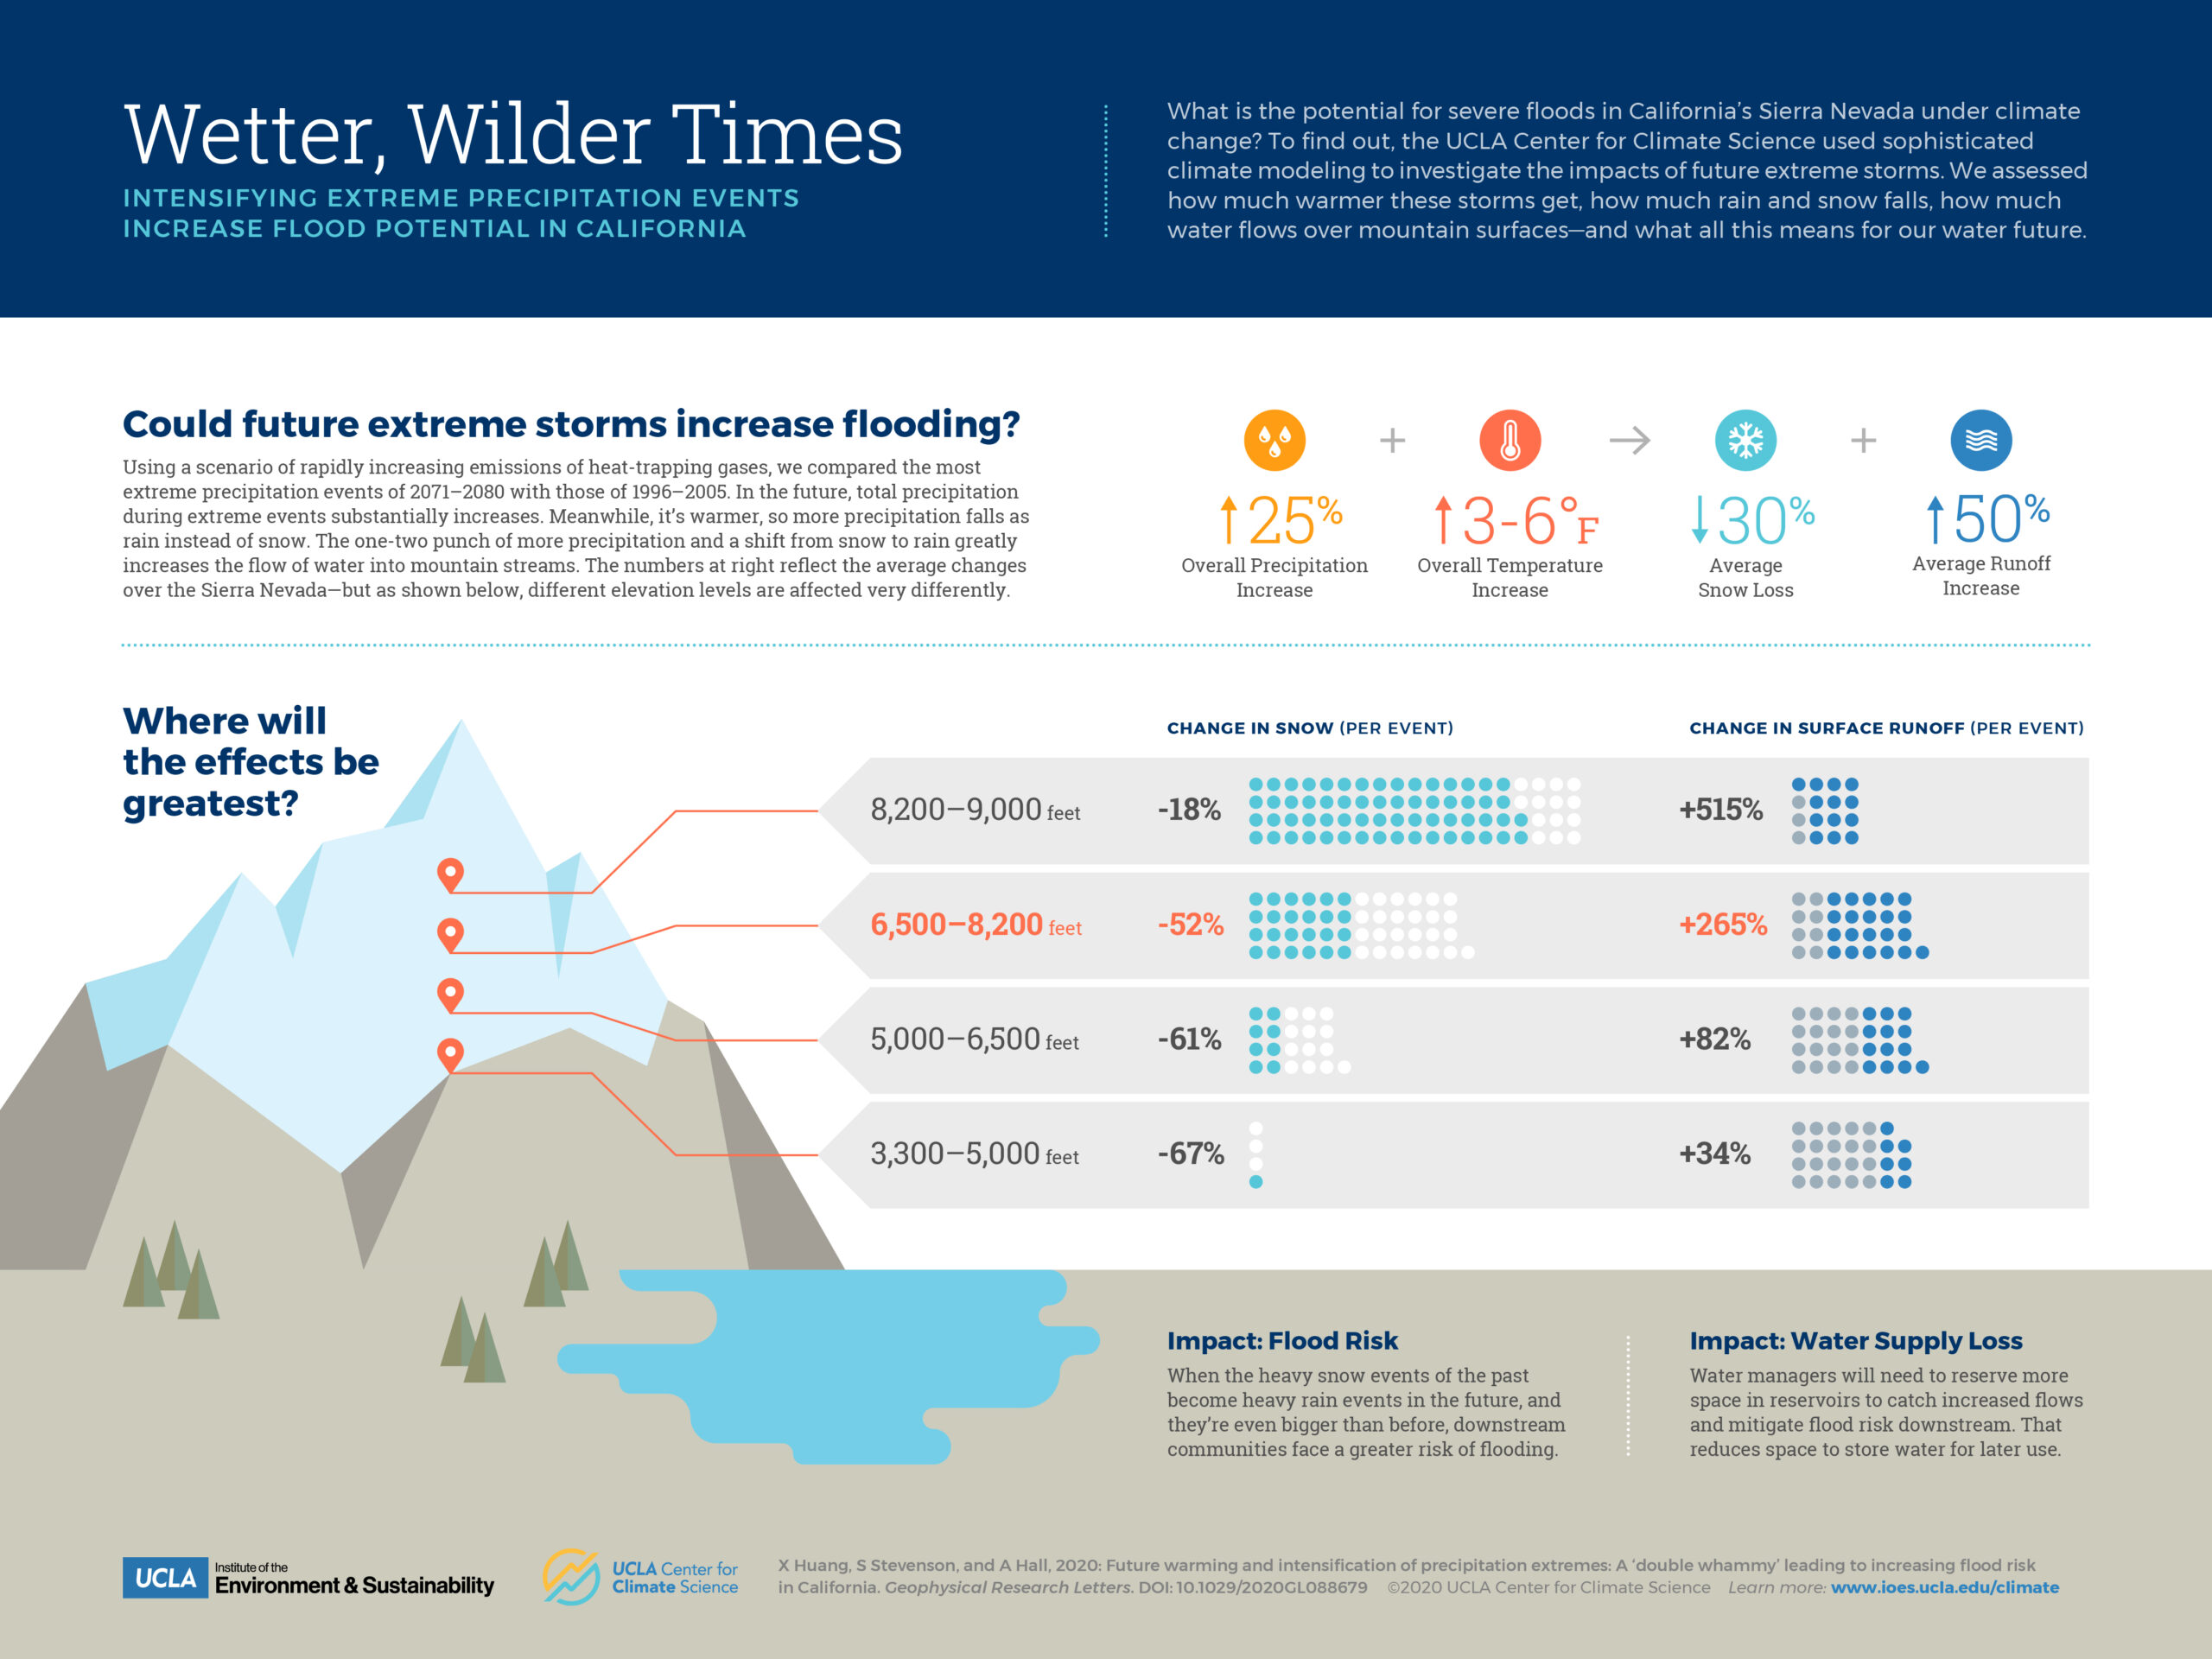 Wetter, Wilder Times
INTENSIFYING EXTREME PRECIPITATION EVENTS
INCREASE FLOOD POTENTIAL IN CALIFORNIA
What is the potential for severe floods in California's Sierra Nevada under climate
change? To find out, the UCLA Center for Climate Science used sophisticated
climate modeling to investigate the impacts of future extreme storms. We assessed
how much warmer these storms get, how much rain and snow falls, how much
water flows over mountain surfaces—and what all this means for our water future.
Could future extreme storms increase flooding?
Using a scenario of rapidly increasing emissions of heat-trapping gases, we compared the most
extreme precipitation events of 2071–2080 with those of 1996–2005. In the future, total precipitation
during extreme events substantially increases. Meanwhile, it's warmer, so more precipitation falls as
rain instead of snow. The one-two punch of more precipitation and a shift from snow to rain greatly
increases the flow of water into mountain streams. The numbers at right reflect the average changes
over the Sierra Nevada—but as shown below, different elevation levels are affected very differently.
+ → +
↑25%
Overall Precipitation
Increase
↑3-6°F
Overall Temperature
Increase
↓30%
Average
Snow Loss
↑50%
Average Runoff
Increase
Where will
the effects be
greatest?
CHANGE IN SNOW (PER EVENT)
CHANGE IN SURFACE RUNOFF (PER EVENT)
8,200–9,000 feet -18% +515%
6,500–8,200 feet -52% +265%
5,000–6,500 feet -61% +82%
3,300–5,000 feet -67% +34%
Impact: Flood Risk
When the heavy snow events of the past
become heavy rain events in the future, and
they're even bigger than before, downstream
communities face a greater risk of flooding.
Impact: Water Supply Loss
Water managers will need to reserve more
space in reservoirs to catch increased flows
and mitigate flood risk downstream. That
reduces space to store water for later use.
UCLA
Institute of the
Environment & Sustainability
UCLA Center for
Climate Science
X Huang, S Stevenson, and A Hall, 2020: Future warming and intensification of precipitation extremes: A 'double whammy' leading to increasing flood risk
in California. Geophysical Research Letters. DOI: 10.1029/2020GL088679 ©2020 UCLA Center for Climate Science Learn more: www.ioes.ucla.edu/climate